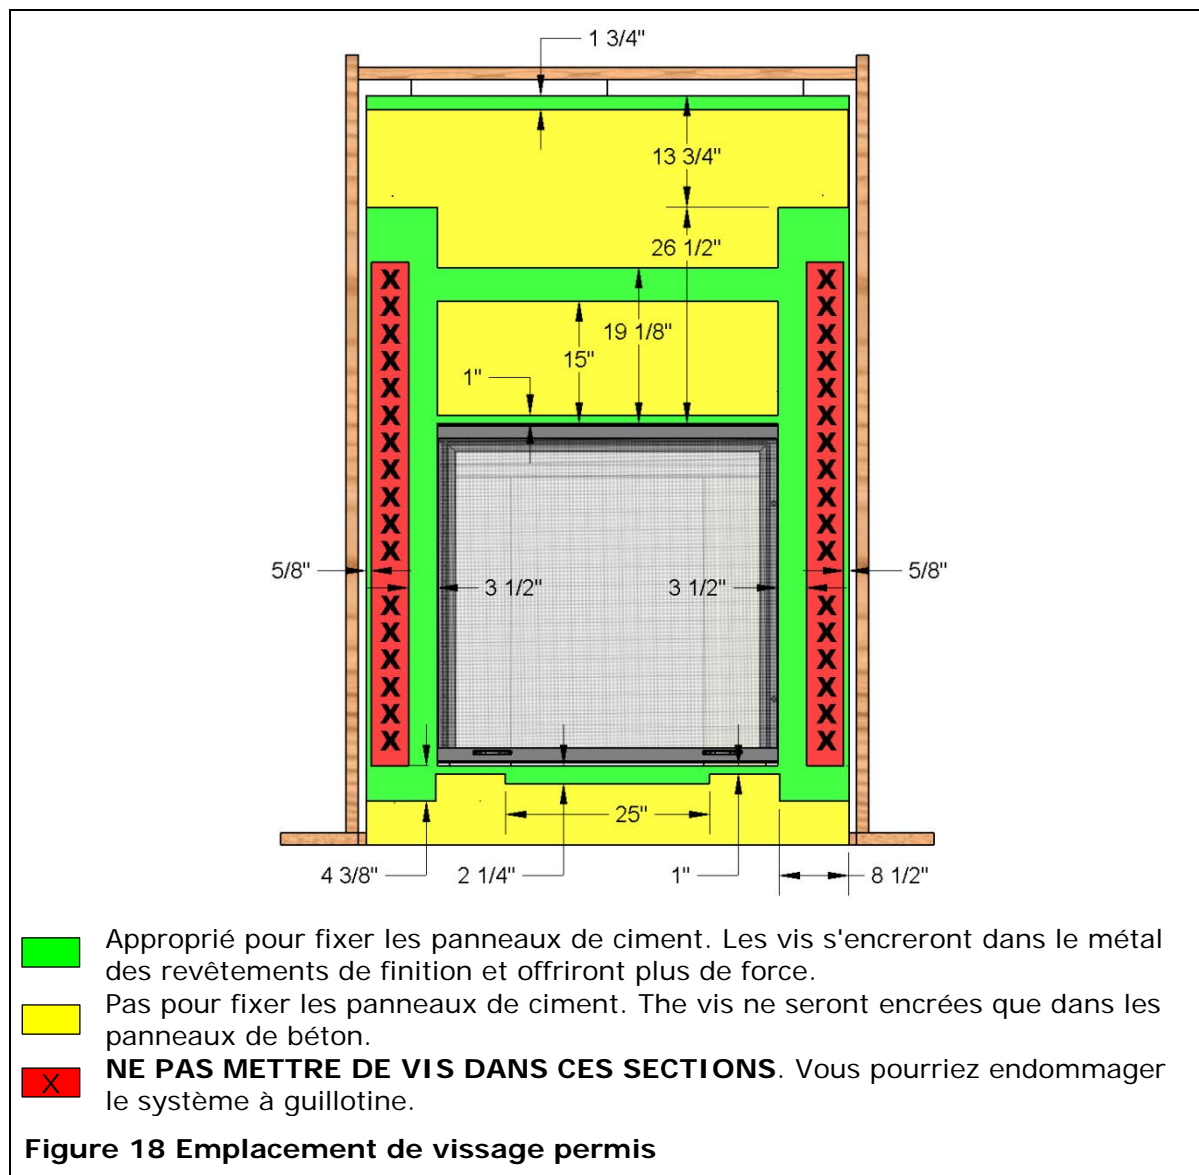 1 3/4"
13 3/4"
26 1/2"
19 1/8"
15"
1"
X X
X X
X X
X X
X X
X X
X X
X X
X X
X X
X X
5/8" 3 1/2" 3 1/2" 5/8"
X X
X X
X X
X X
X X
X X
25"
4 3/8" 2 1/4" 1" 8 1/2"
Approprié pour fixer les panneaux de ciment. Les vis s'encreront dans le métal
des revêtements de finition et offriront plus de force.
Pas pour fixer les panneaux de ciment. The vis ne seront encrées que dans les
panneaux de béton.
X NE PAS METTRE DE VIS DANS CES SECTIONS. Vous pourriez endommager
le système à guillotine.
Figure 18 Emplacement de vissage permis